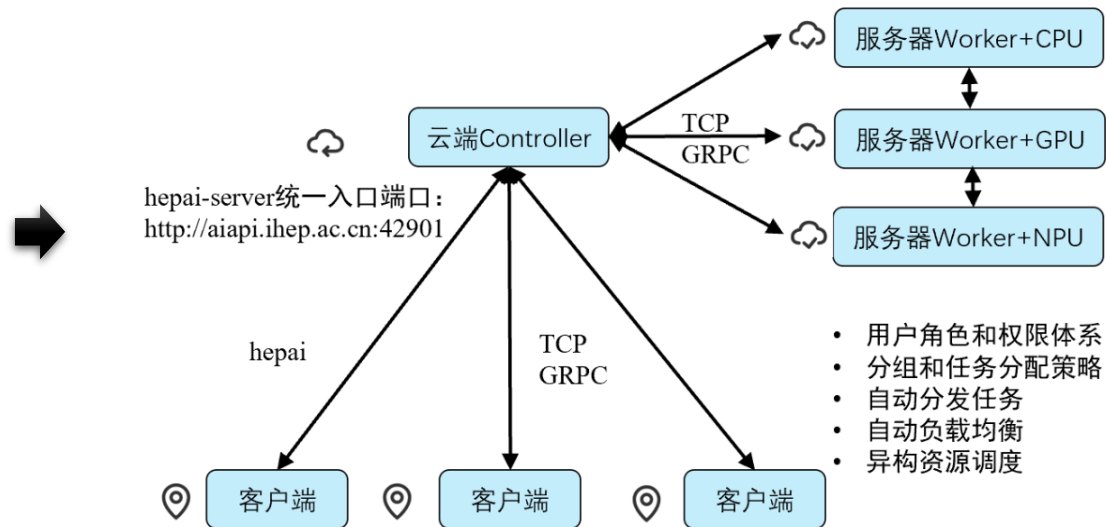 服务器Worker+CPU
云端Controller
TCP
GRPC
服务器Worker+GPU
hepai-server统一入口端口：
http://aiapi.ihep.ac.cn:42901
服务器Worker+NPU
hepai
TCP
GRPC
• 用户角色和权限体系
• 分组和任务分配策略
• 自动分发任务
• 自动负载均衡
• 异构资源调度
客户端
客户端
客户端